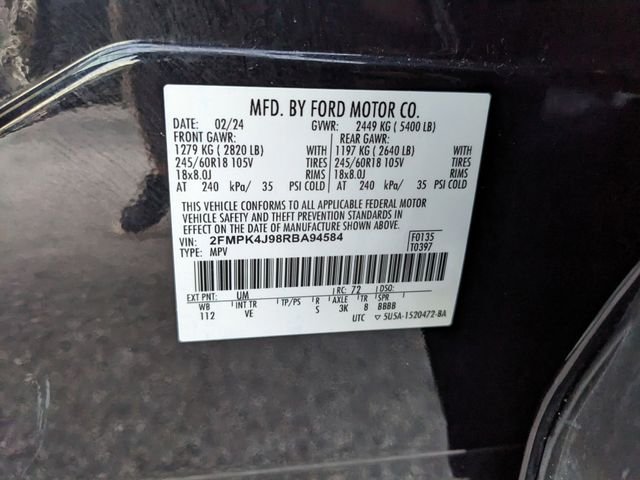 MFD. BY FORD MOTOR CO.
DATE: 02/24 GVWR: 2449 KG ( 5400 LB)
FRONT GAWR: REAR GAWR:
1279 KG ( 2820 LB) 1197 KG ( 2640 LB)
245/60R18 105V TIRES 245/60R18 105V TIRES
18x8.0J RIMS 18x8.0J RIMS
AT 240 kPa/ 35 PSI COLD AT 240 kPa/ 35 PSI COLD
THIS VEHICLE CONFORMS TO ALL APPLICABLE FEDERAL MOTOR
VEHICLE SAFETY AND THEFT PREVENTION STANDARDS IN
EFFECT ON THE DATE OF MANUFACTURE SHOWN ABOVE.
VIN: 2FMPK4J98RBA94584 F0135
TYPE: MPV T0397
EXT PNT: UM RC: 72 DSO:
WB INT TR TP/PS R AXLE TR SPR
112 VE S 3K 8 BBBB
UTC ▽5U5A-1520472-BA